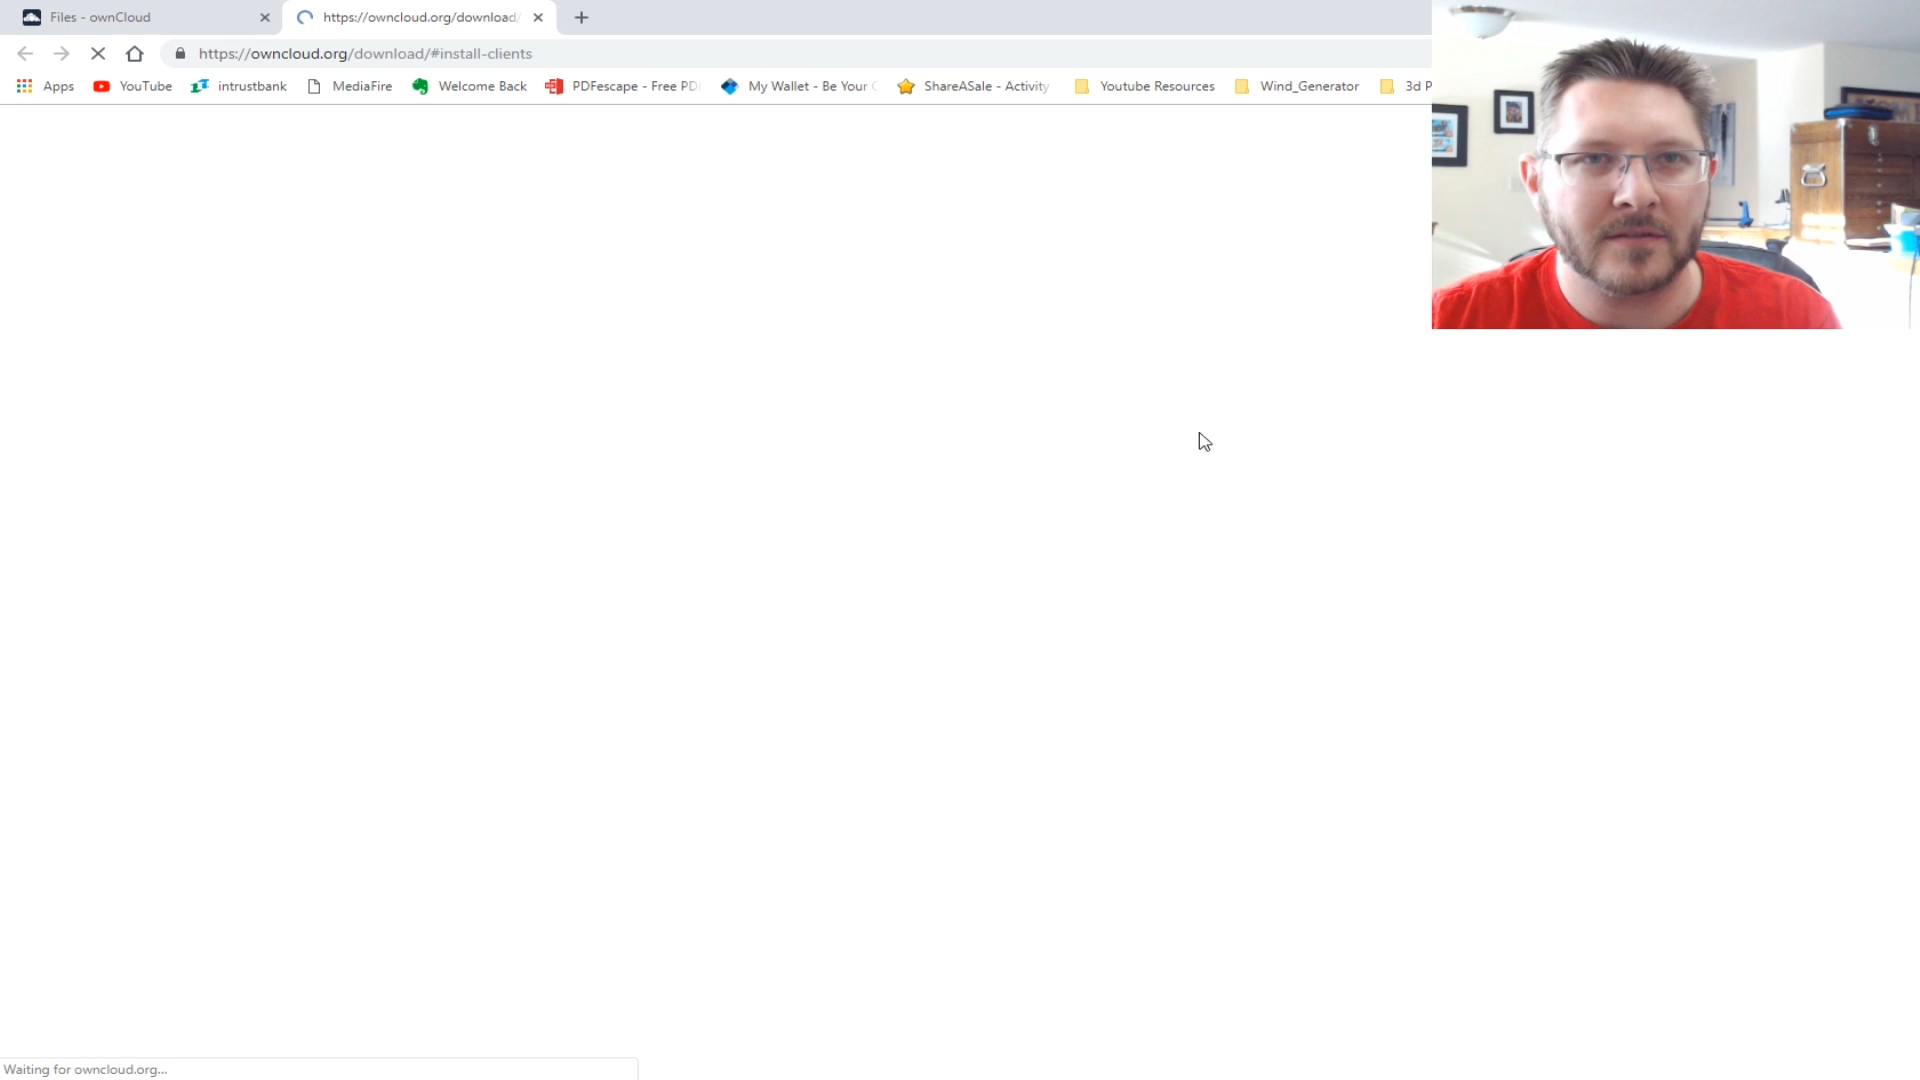 Files - ownCloud
https://owncloud.org/download/
https://owncloud.org/download/#install-clients
Apps
YouTube
intrustbank
MediaFire
Welcome Back
PDFescape - Free PD
My Wallet - Be Your
ShareASale - Activity
Youtube Resources
Wind_Generator
3d P
Waiting for owncloud.org...